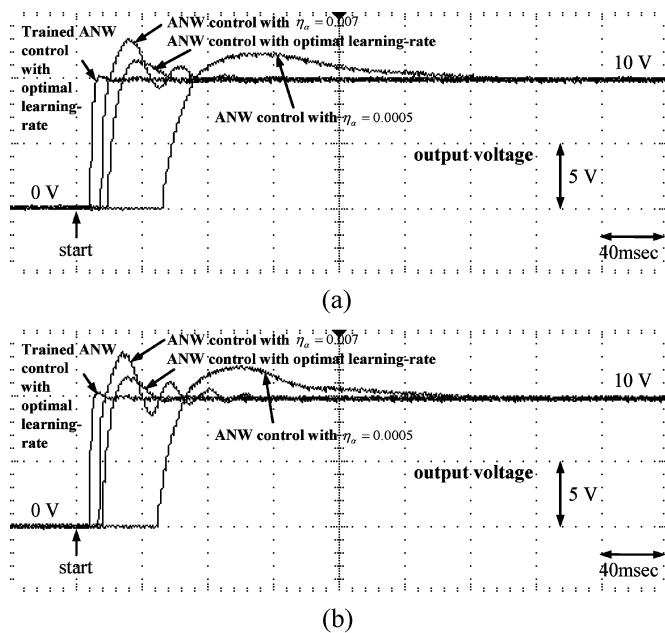 Trained ANW
control
with
optimal
learning-
rate
ANW control with ηα = 0.007
ANW control with optimal learning-rate
10 V
ANW control with ηα = 0.0005
output voltage
5 V
0 V
start
40msec
(a)
Trained
control
with
optimal
learning-
rate
ANW
ANW control with ηα = 0.007
ANW control with optimal learning-rate
10 V
ANW control with ηα = 0.0005
output voltage
5 V
0 V
start
40msec
(b)